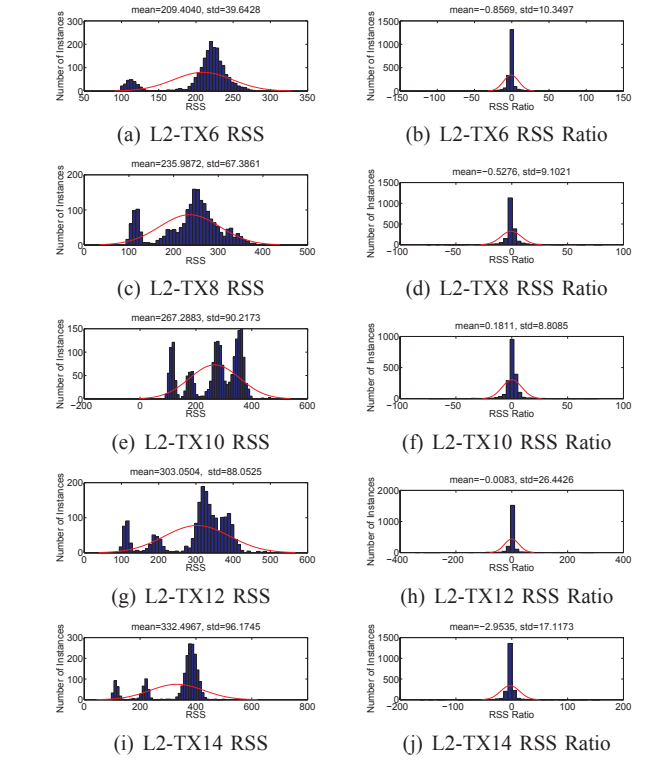 mean=209.4040, std=39.6428
Number of Instances
300
200
100
0
50 100 150 200 250 300 350
RSS
(a) L2-TX6 RSS
mean=−0.8569, std=10.3497
Number of Instances
1500
1000
500
0
−150 −100 −50 0 50 100 150
RSS Ratio
(b) L2-TX6 RSS Ratio
mean=235.9872, std=67.3861
Number of Instances
200
100
0
0 100 200 300 400 500
RSS
(c) L2-TX8 RSS
mean=−0.5276, std=9.1021
Number of Instances
1500
1000
500
0
−100 −50 0 50 100
RSS Ratio
(d) L2-TX8 RSS Ratio
mean=267.2883, std=90.2173
Number of Instances
150
100
50
0
−200 0 200 400 600
RSS
(e) L2-TX10 RSS
mean=0.1811, std=8.8085
Number of Instances
1000
500
0
−100 −50 0 50 100
RSS Ratio
(f) L2-TX10 RSS Ratio
mean=303.0504, std=88.0525
Number of Instances
200
100
0
0 100 200 300 400 500 600
RSS
(g) L2-TX12 RSS
mean=−0.0083, std=26.4426
Number of Instances
2000
1000
0
−400 −200 0 200 400
RSS Ratio
(h) L2-TX12 RSS Ratio
mean=332.4967, std=96.1745
Number of Instances
300
200
100
0
0 200 400 600 800
RSS
(i) L2-TX14 RSS
mean=−2.9535, std=17.1173
Number of Instances
1500
1000
500
0
−200 −100 0 100 200
RSS Ratio
(j) L2-TX14 RSS Ratio